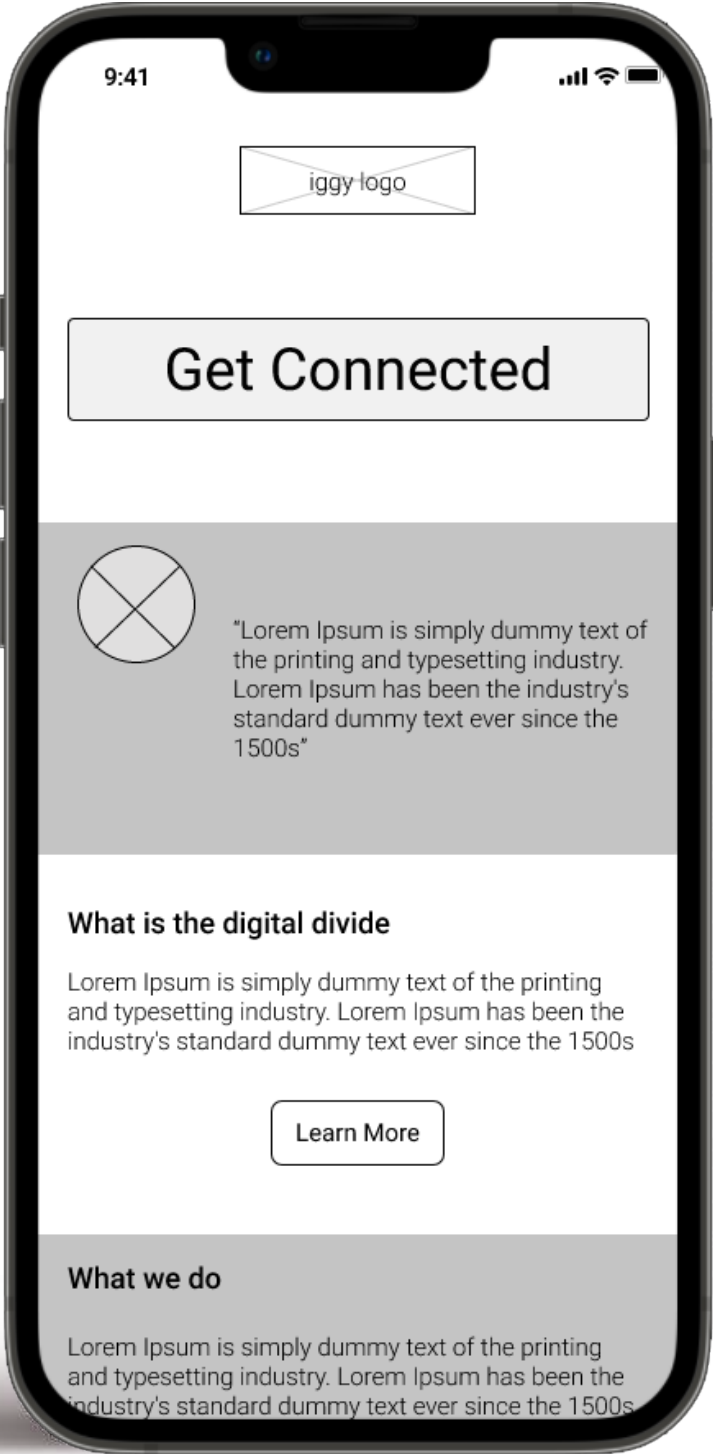 9:41
iggy logo
Get Connected
“Lorem Ipsum is simply dummy text of
the printing and typesetting industry.
Lorem Ipsum has been the industry's
standard dummy text ever since the
1500s”
What is the digital divide
Lorem Ipsum is simply dummy text of the printing
and typesetting industry. Lorem Ipsum has been the
industry's standard dummy text ever since the 1500s
Learn More
What we do
Lorem Ipsum is simply dummy text of the printing
and typesetting industry. Lorem Ipsum has been the
industry's standard dummy text ever since the 1500s